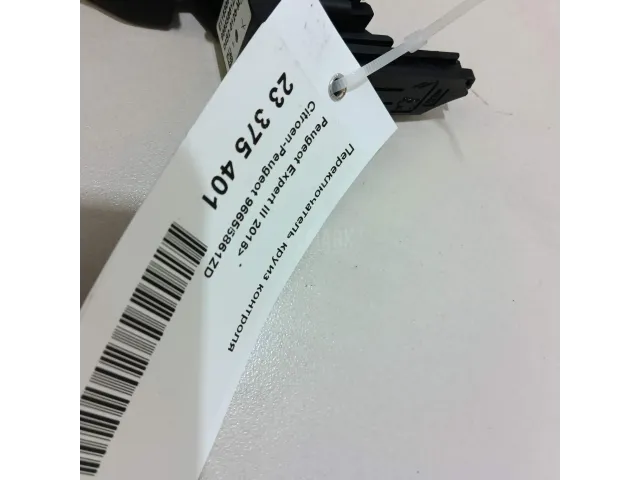 Переключатель круиз контроля
Peugeot Expert III 2016>
Citroen-Peugeot 96655861ZD
23 375 401